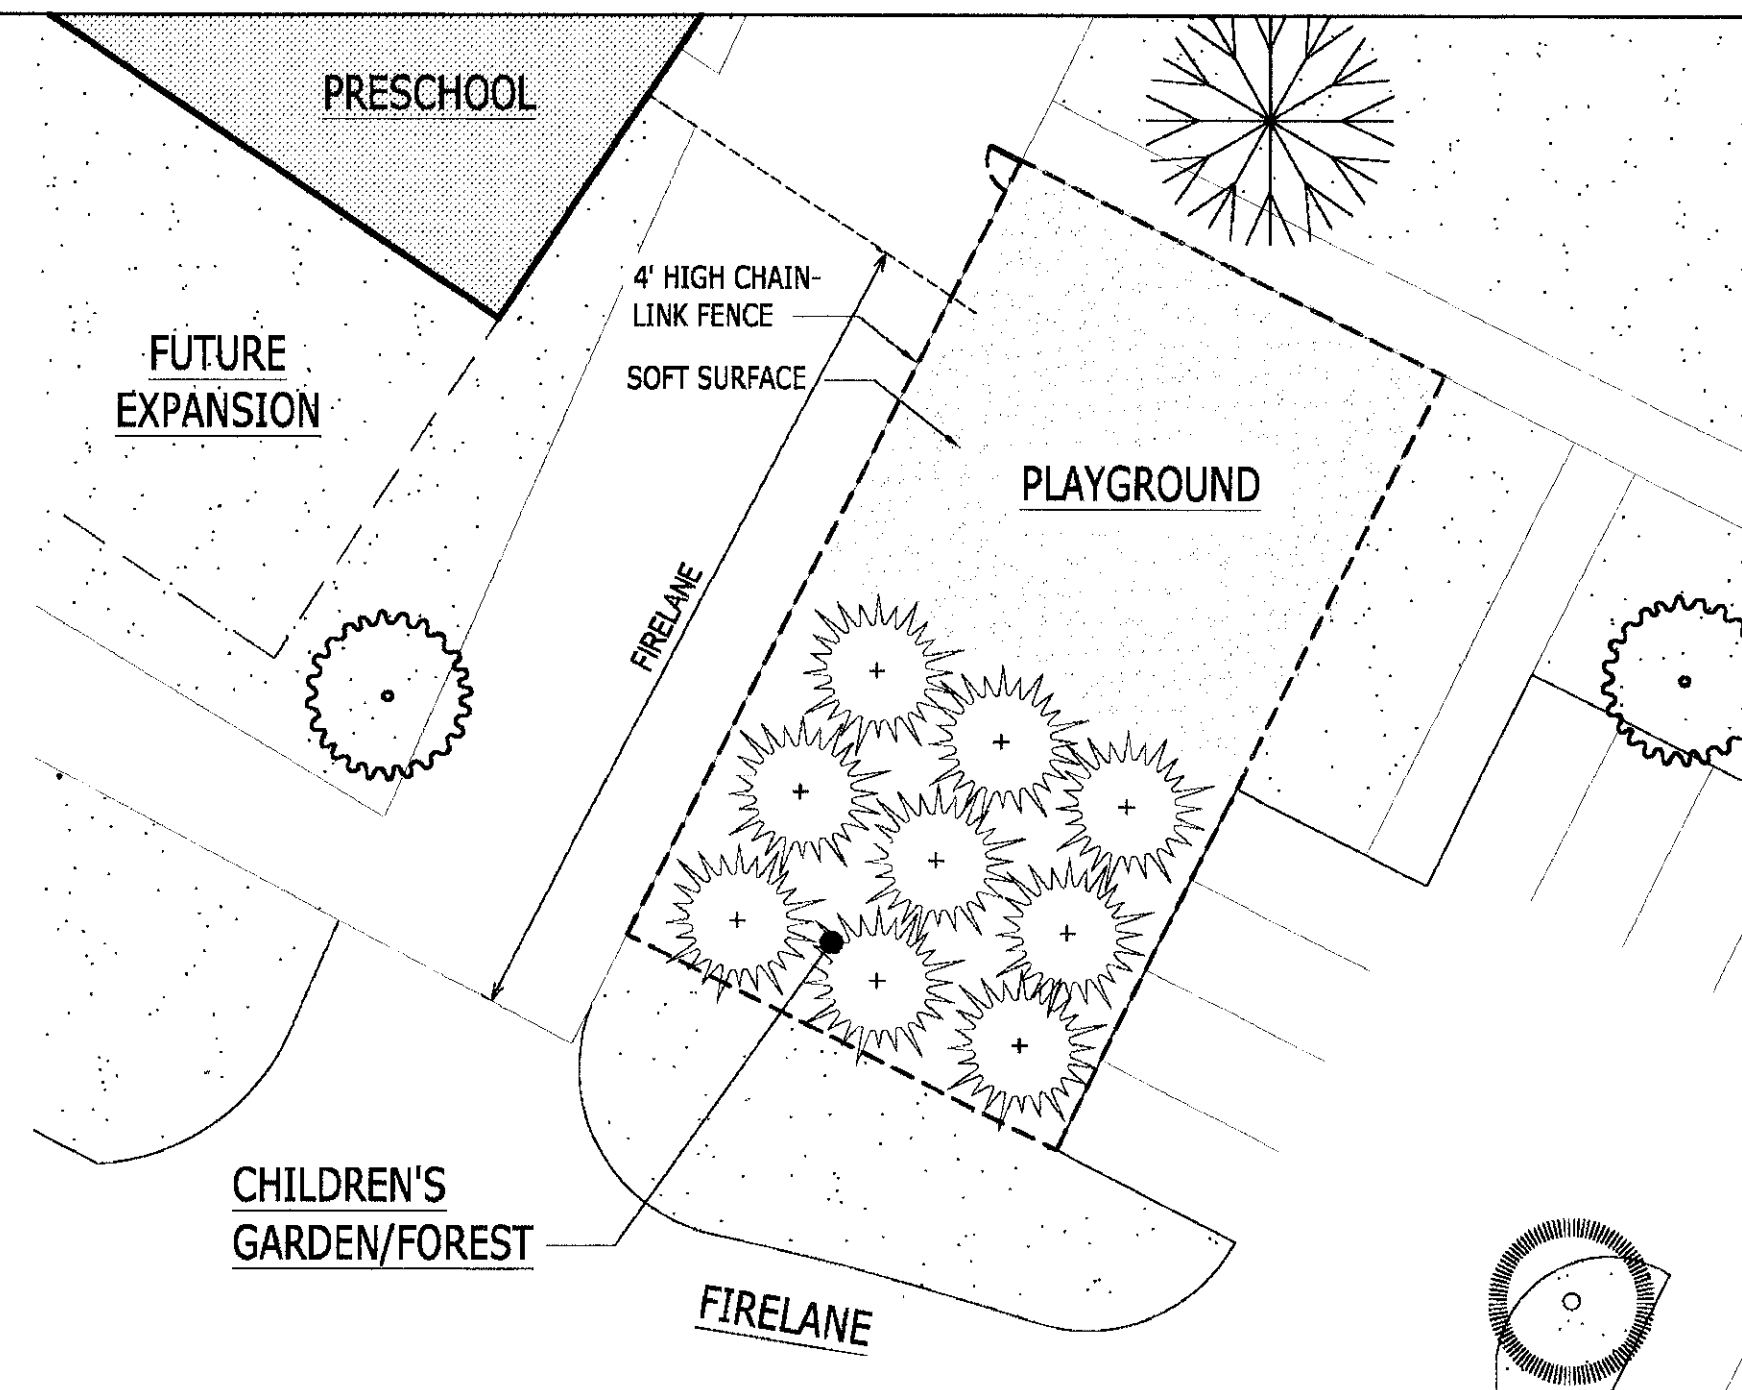 PRESCHOOL
4' HIGH CHAIN-
LINK FENCE
FUTURE
EXPANSION
SOFT SURFACE
PLAYGROUND
FIRELANE
CHILDREN'S
GARDEN/FOREST
FIRELANE